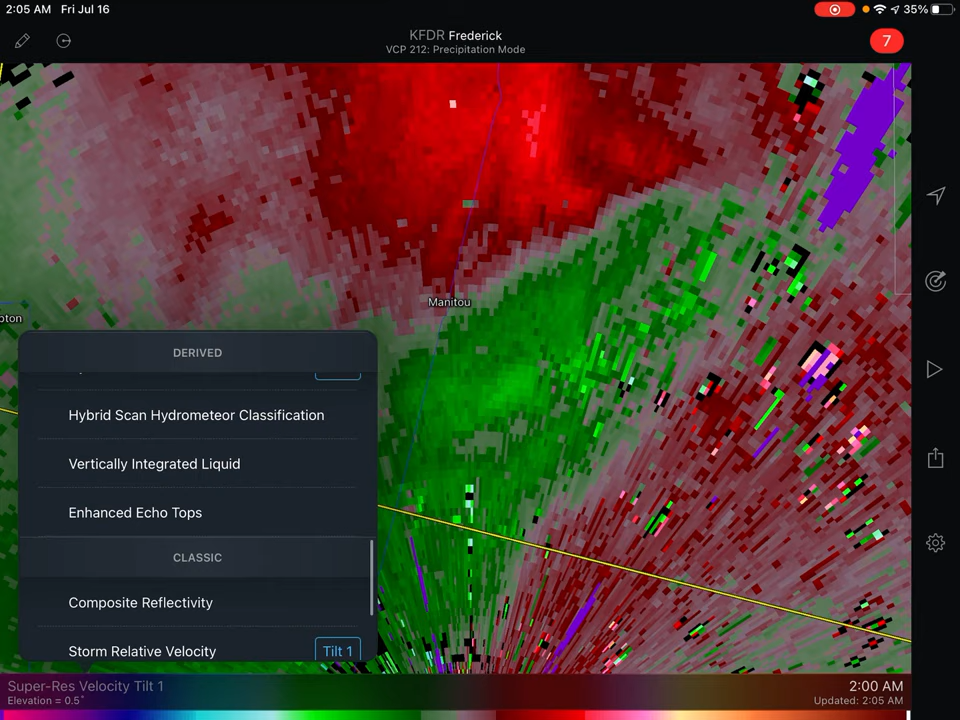 2:05 AM Fri Jul 16
35%
KFDR Frederick
VCP 212: Precipitation Mode
7
Manitou
pton
DERIVED
Hybrid Scan Hydrometeor Classification
Vertically Integrated Liquid
Enhanced Echo Tops
CLASSIC
Composite Reflectivity
Storm Relative Velocity Tilt 1
Super-Res Velocity Tilt 1
Elevation = 0.5°
2:00 AM
Updated: 2:05 AM